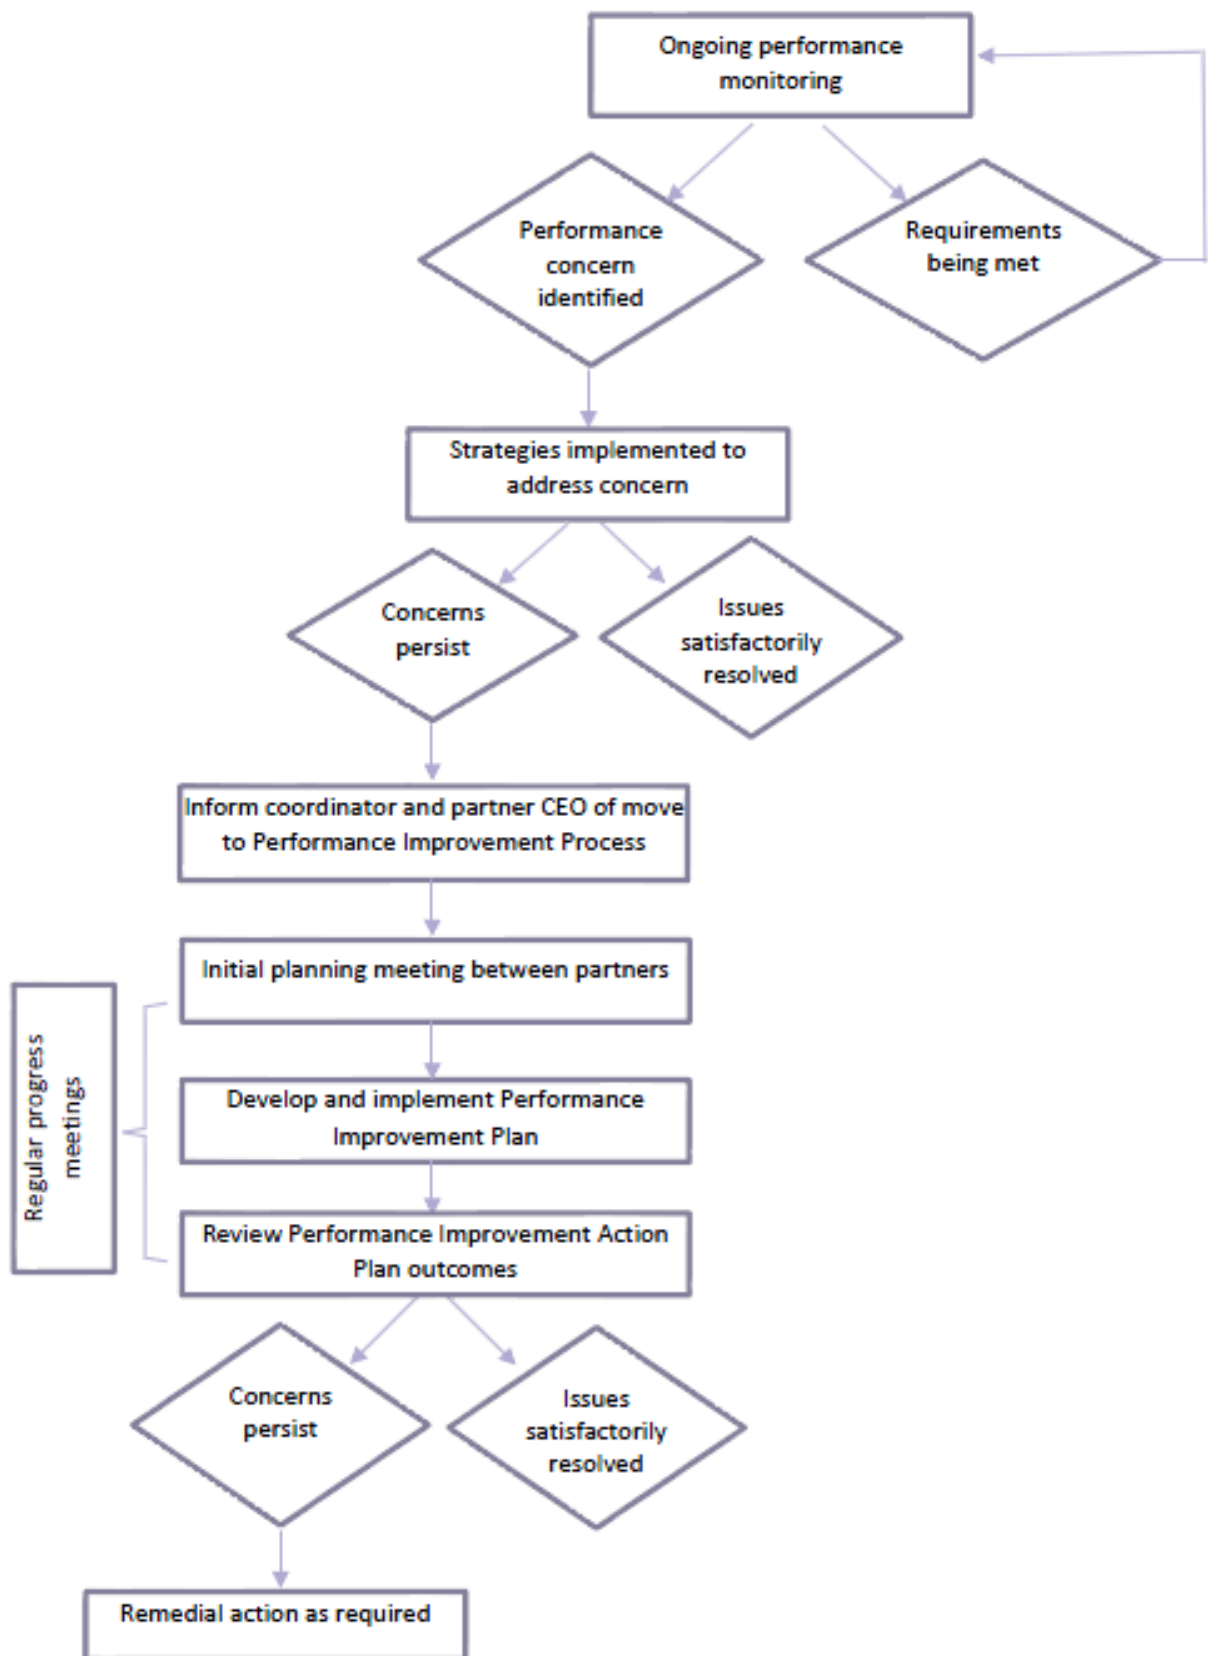 Ongoing performance
monitoring
Performance
concern
identified
Requirements
being met
Strategies implemented to
address concern
Concerns
persist
Issues
satisfactorily
resolved
Inform coordinator and partner CEO of move
to Performance Improvement Process
Initial planning meeting between partners
Regular progress
meetings
Develop and implement Performance
Improvement Plan
Review Performance Improvement Action
Plan outcomes
Concerns
persist
Issues
satisfactorily
resolved
Remedial action as required